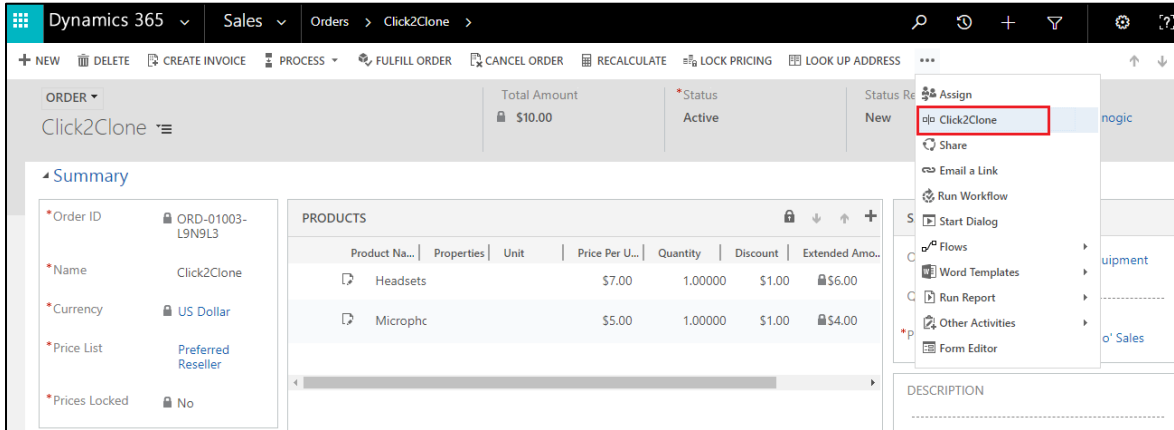 Dynamics 365 Sales Orders > Click2Clone >
NEW DELETE CREATE INVOICE PROCESS FULFILL ORDER CANCEL ORDER RECALCULATE LOCK PRICING LOOK UP ADDRESS ...
ORDER
Click2Clone
Total Amount
$10.00
*Status
Active
Status Re
New
nogic
Assign
Click2Clone
Share
Email a Link
Run Workflow
Start Dialog
Flows
Word Templates
Run Report
Other Activities
Form Editor
Summary
*Order ID
ORD-01003-
L9N9L3
*Name
Click2Clone
*Currency
US Dollar
*Price List
Preferred
Reseller
*Prices Locked
No
PRODUCTS
Product Na... Properties Unit Price Per U... Quantity Discount Extended Amo..
Headsets $7.00 1.00000 $1.00 $6.00
Microphc $5.00 1.00000 $1.00 $4.00
S
uipment
*P
o' Sales
DESCRIPTION